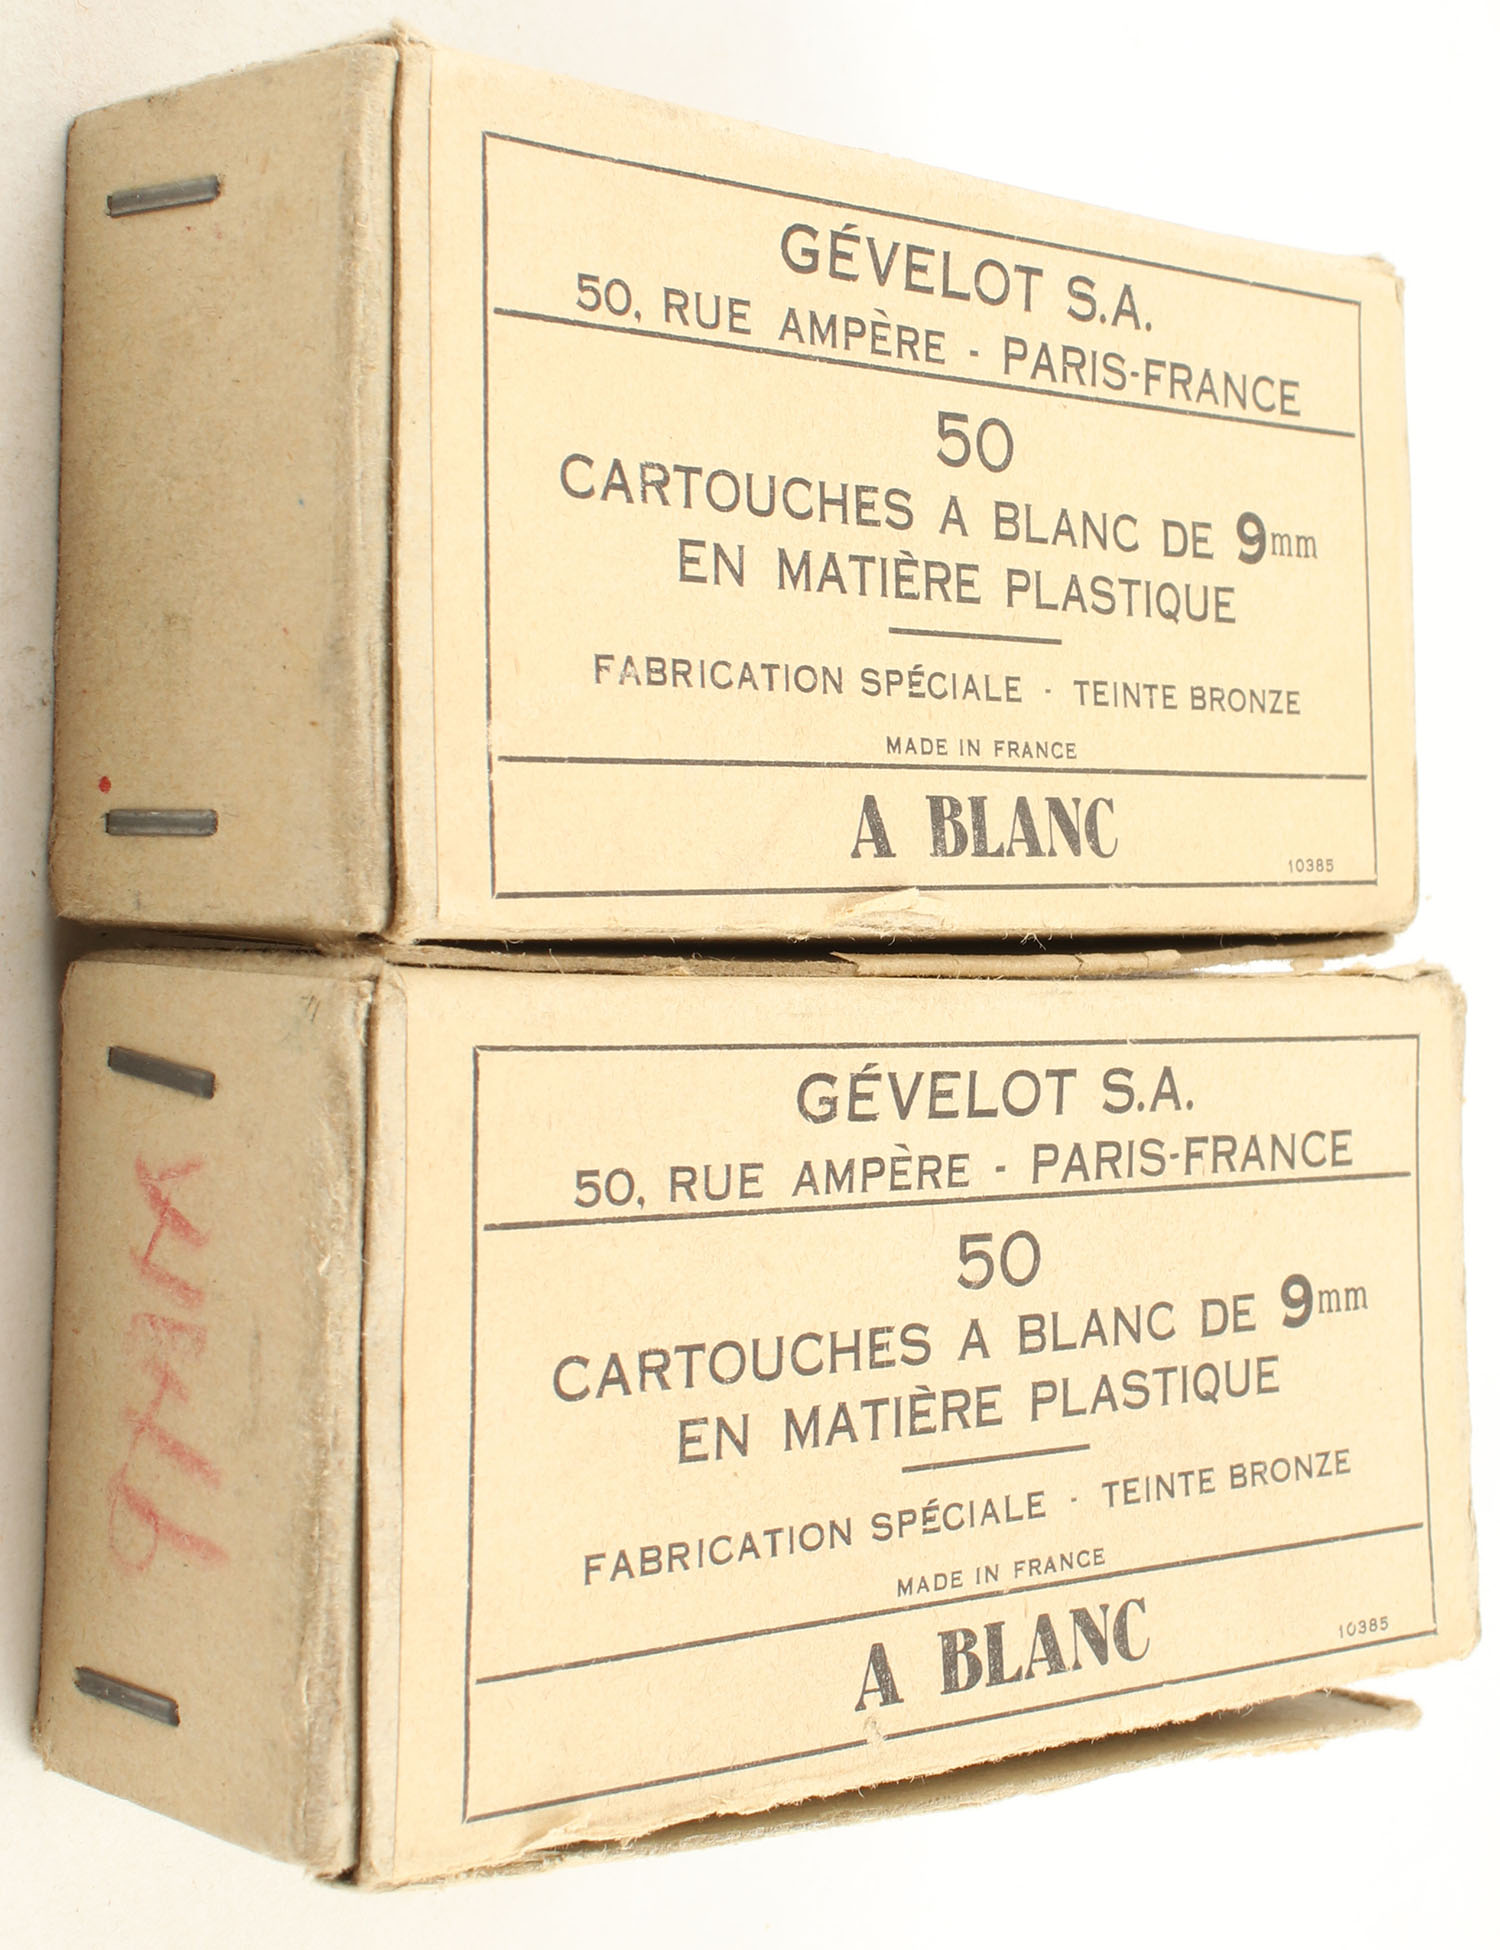 GÉVELOT S.A.
50, RUE AMPÈRE - PARIS-FRANCE
50
CARTOUCHES A BLANC DE 9mm
EN MATIÈRE PLASTIQUE
FABRICATION SPÉCIALE - TEINTE BRONZE
MADE IN FRANCE
A BLANC
10385
GÉVELOT S.A.
50, RUE AMPÈRE - PARIS-FRANCE
50
CARTOUCHES A BLANC DE 9mm
EN MATIÈRE PLASTIQUE
FABRICATION SPÉCIALE - TEINTE BRONZE
MADE IN FRANCE
A BLANC
10385